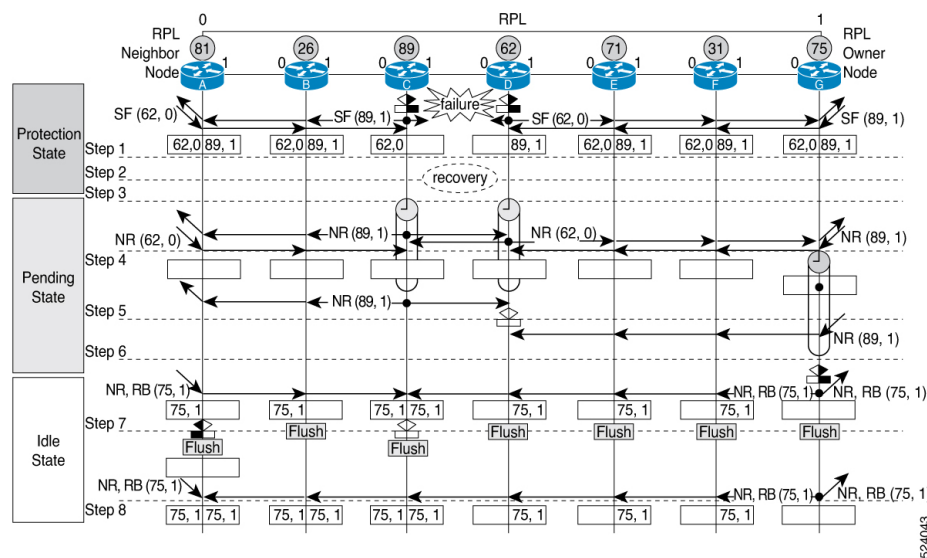 0 RPL 1
RPL Neighbor Node
RPL Owner Node
81 26 89 62 71 31 75
1 0 1 0 1 0 1 0 1 0 1 0
A B C D E F G
failure
SF (62, 0) SF (89, 1) SF (62, 0) SF (89, 1)
Protection State
62,0 89, 1 62,0 89, 1 62,0 89, 1 62,0 89, 1 62,0 89, 1 62,0 89, 1
Step 1
Step 2
recovery
Step 3
NR (62, 0) NR (89, 1) NR (62, 0) NR (89, 1)
Step 4
Pending State
NR (89, 1)
Step 5
NR (89, 1)
Step 6
NR, RB (75, 1) NR, RB (75, 1) NR, RB (75, 1)
75, 1 75, 1 75, 1 75, 1 75, 1 75, 1 75, 1
Step 7
Flush Flush Flush Flush Flush Flush Flush
Idle State
NR, RB (75, 1) NR, RB (75, 1) NR, RB (75, 1)
Step 8
75, 1 75, 1 75, 1 75, 1 75, 1 75, 1 75, 1 75, 1 75, 1
524043